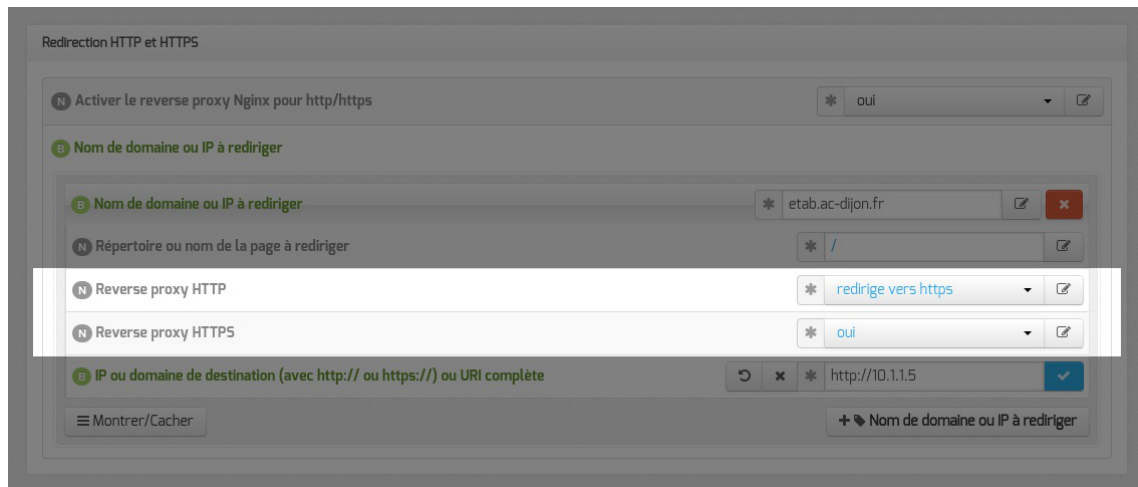 Redirection HTTP et HTTPS
N Activer le reverse proxy Nginx pour http/https * oui
B Nom de domaine ou IP à rediriger
B Nom de domaine ou IP à rediriger * etab.ac-dijon.fr
N Répertoire ou nom de la page à rediriger * /
N Reverse proxy HTTP * redirige vers https
N Reverse proxy HTTPS * oui
B IP ou domaine de destination (avec http:// ou https://) ou URI complète * http://10.1.1.5
Montrer/Cacher + Nom de domaine ou IP à rediriger